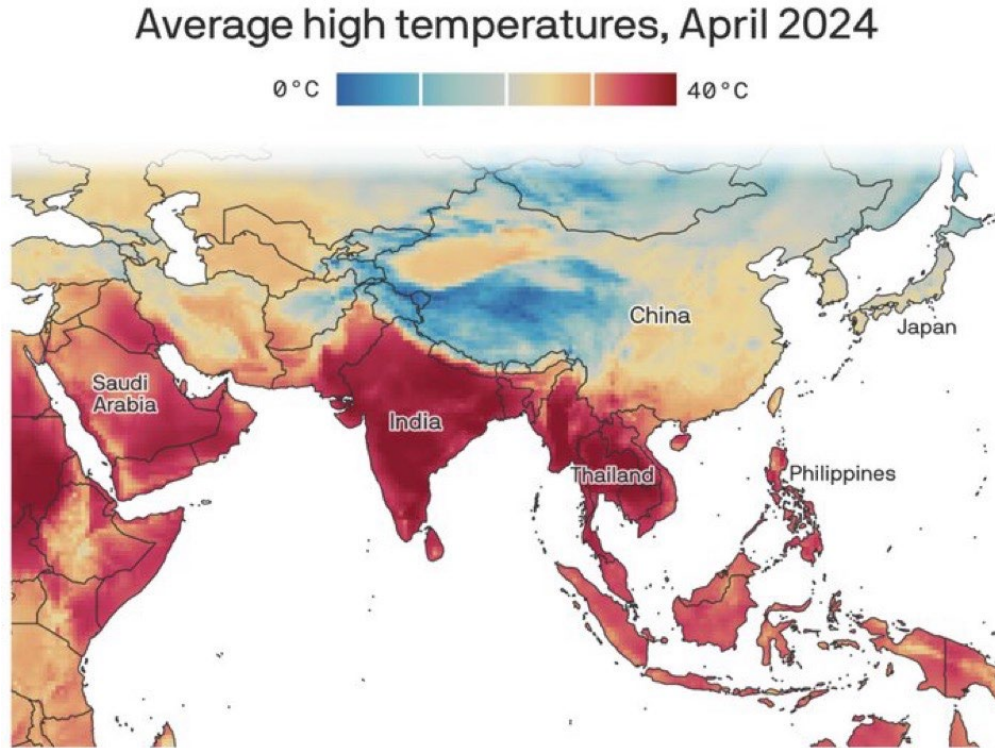 Average high temperatures, April 2024
0°C 40°C
China
Japan
Saudi
Arabia
India
Thailand
Philippines